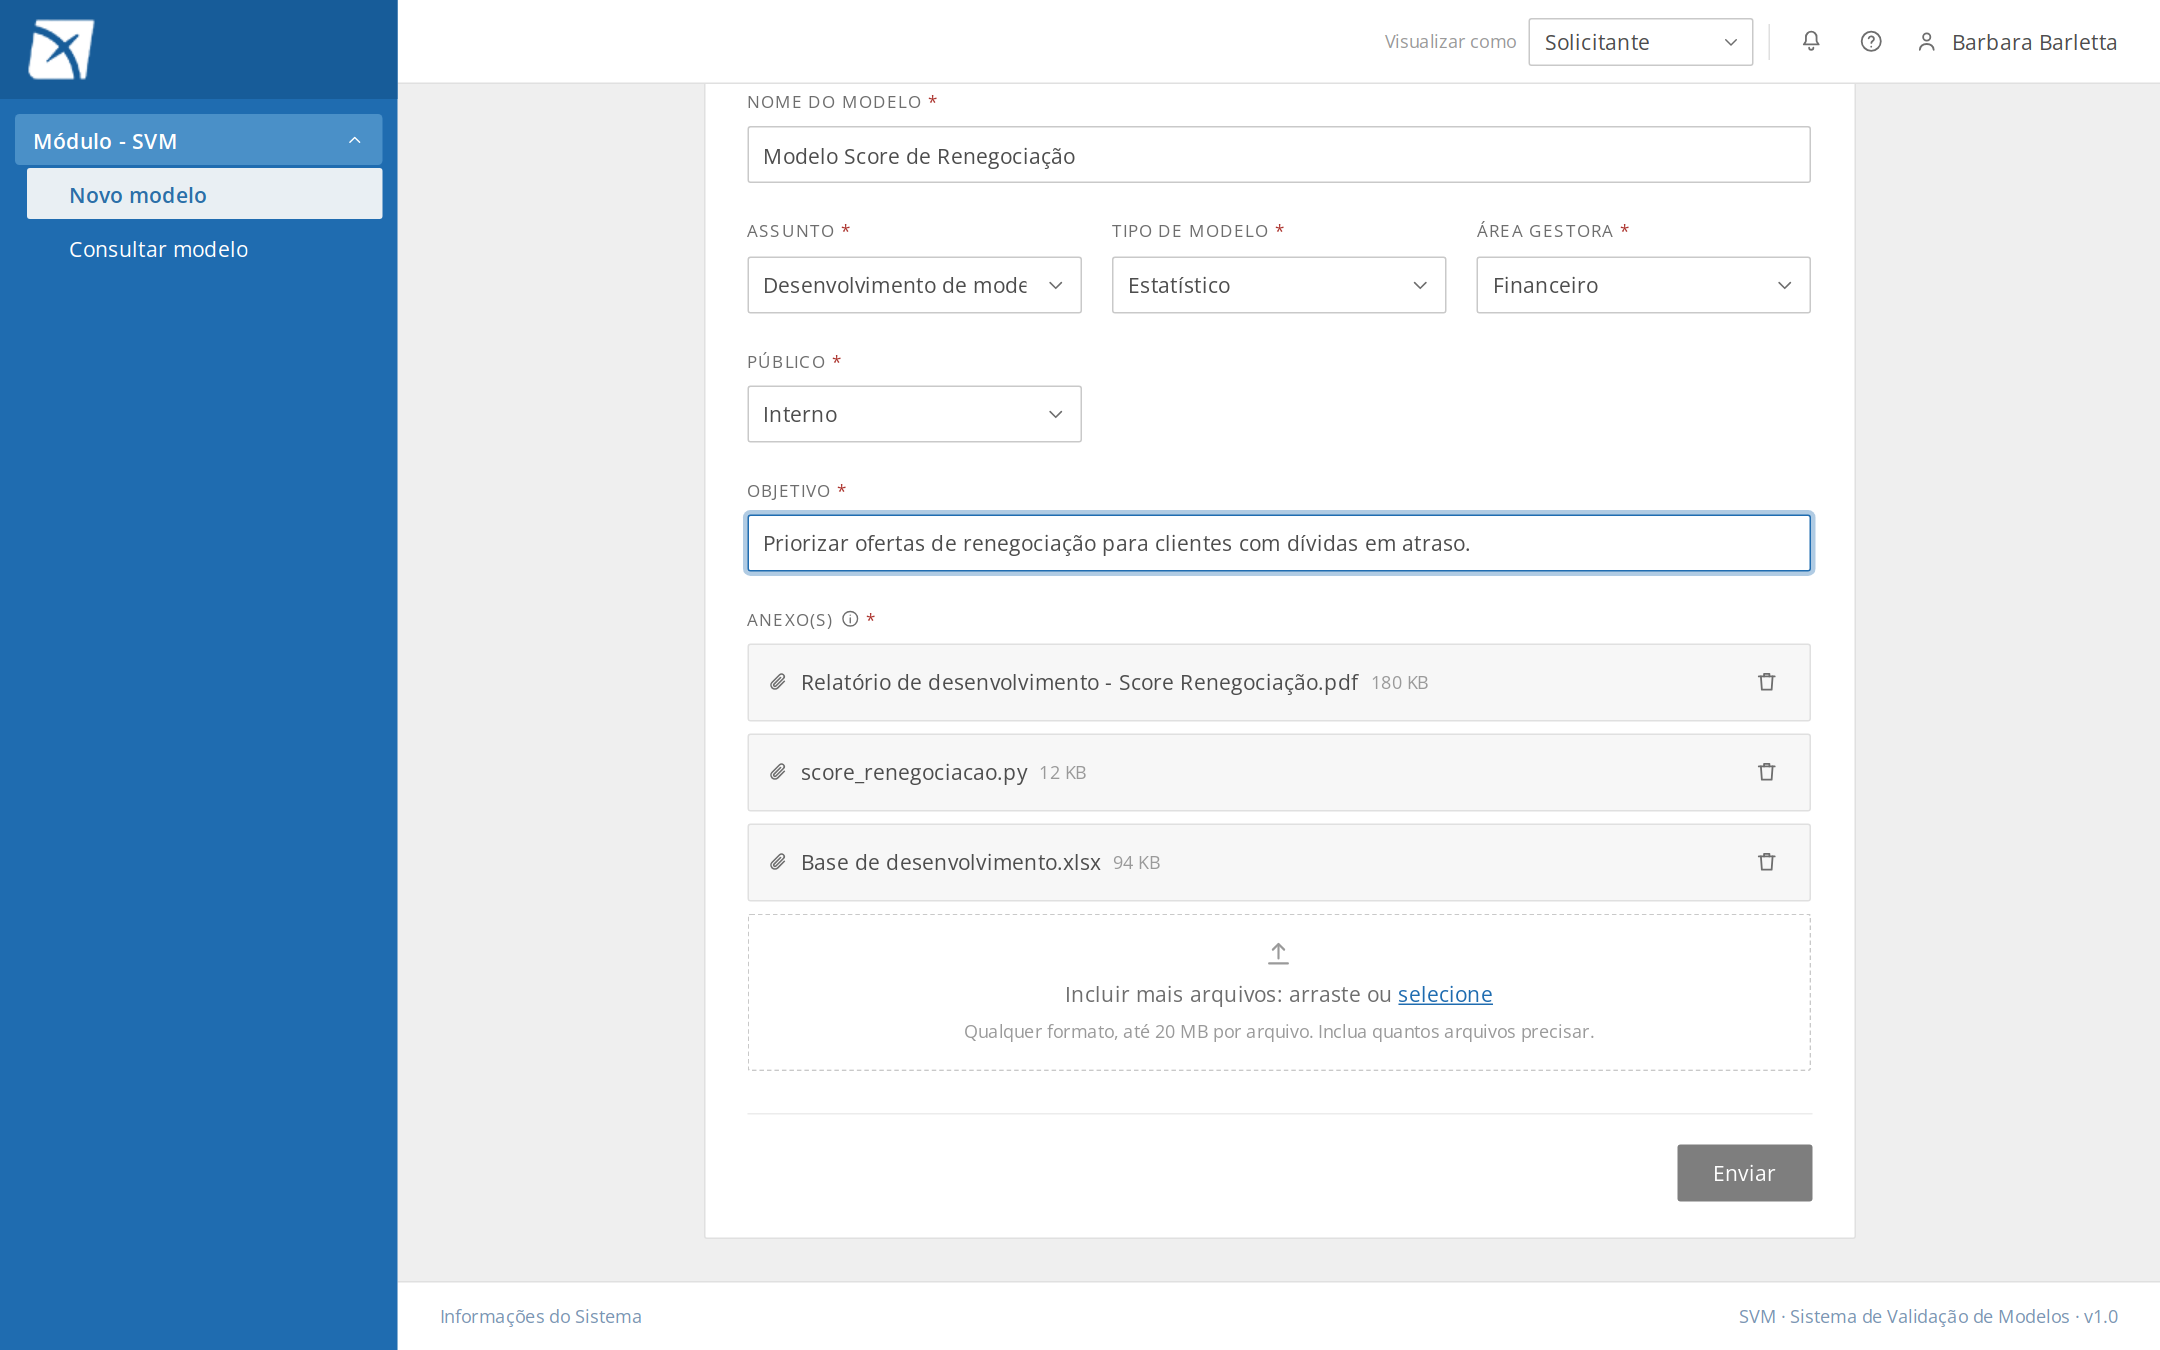 Visualizar como Solicitante Barbara Barletta
Módulo - SVM
Novo modelo
Consultar modelo
NOME DO MODELO *
Modelo Score de Renegociação
ASSUNTO * TIPO DE MODELO * ÁREA GESTORA *
Desenvolvimento de mode Estatístico Financeiro
PÚBLICO *
Interno
OBJETIVO *
Priorizar ofertas de renegociação para clientes com dívidas em atraso.
ANEXO(S) *
Relatório de desenvolvimento - Score Renegociação.pdf 180 KB
score_renegociacao.py 12 KB
Base de desenvolvimento.xlsx 94 KB
Incluir mais arquivos: arraste ou selecione
Qualquer formato, até 20 MB por arquivo. Inclua quantos arquivos precisar.
Enviar
Informações do Sistema SVM · Sistema de Validação de Modelos · v1.0